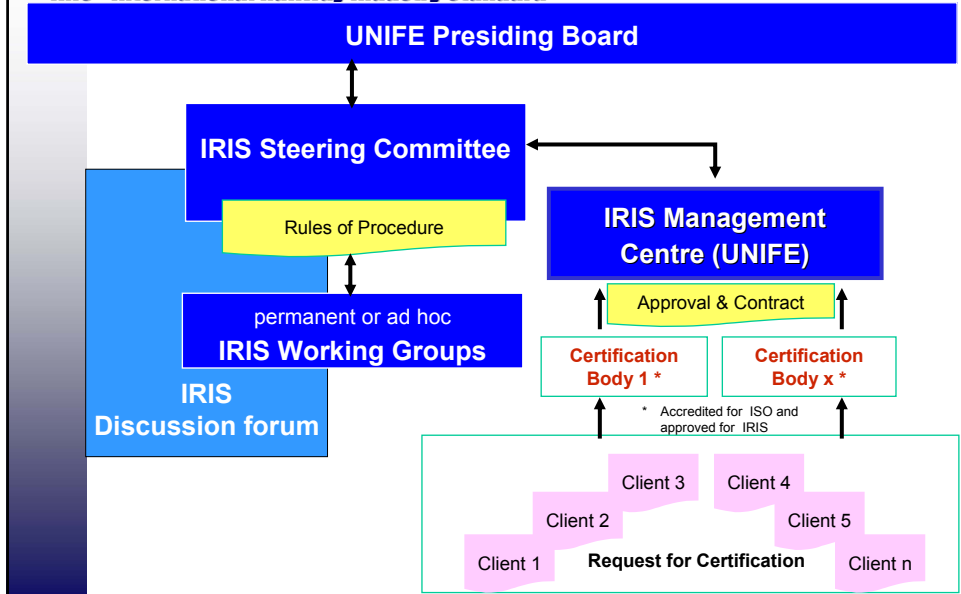 UNIFE Presiding Board
IRIS Steering Committee
Rules of Procedure
permanent or ad hoc
IRIS Working Groups
IRIS
Discussion forum
IRIS Management
Centre (UNIFE)
Approval & Contract
Certification
Body 1 *
Certification
Body x *
* Accredited for ISO and
approved for IRIS
Client 3
Client 4
Client 2
Client 5
Client 1
Request for Certification
Client n